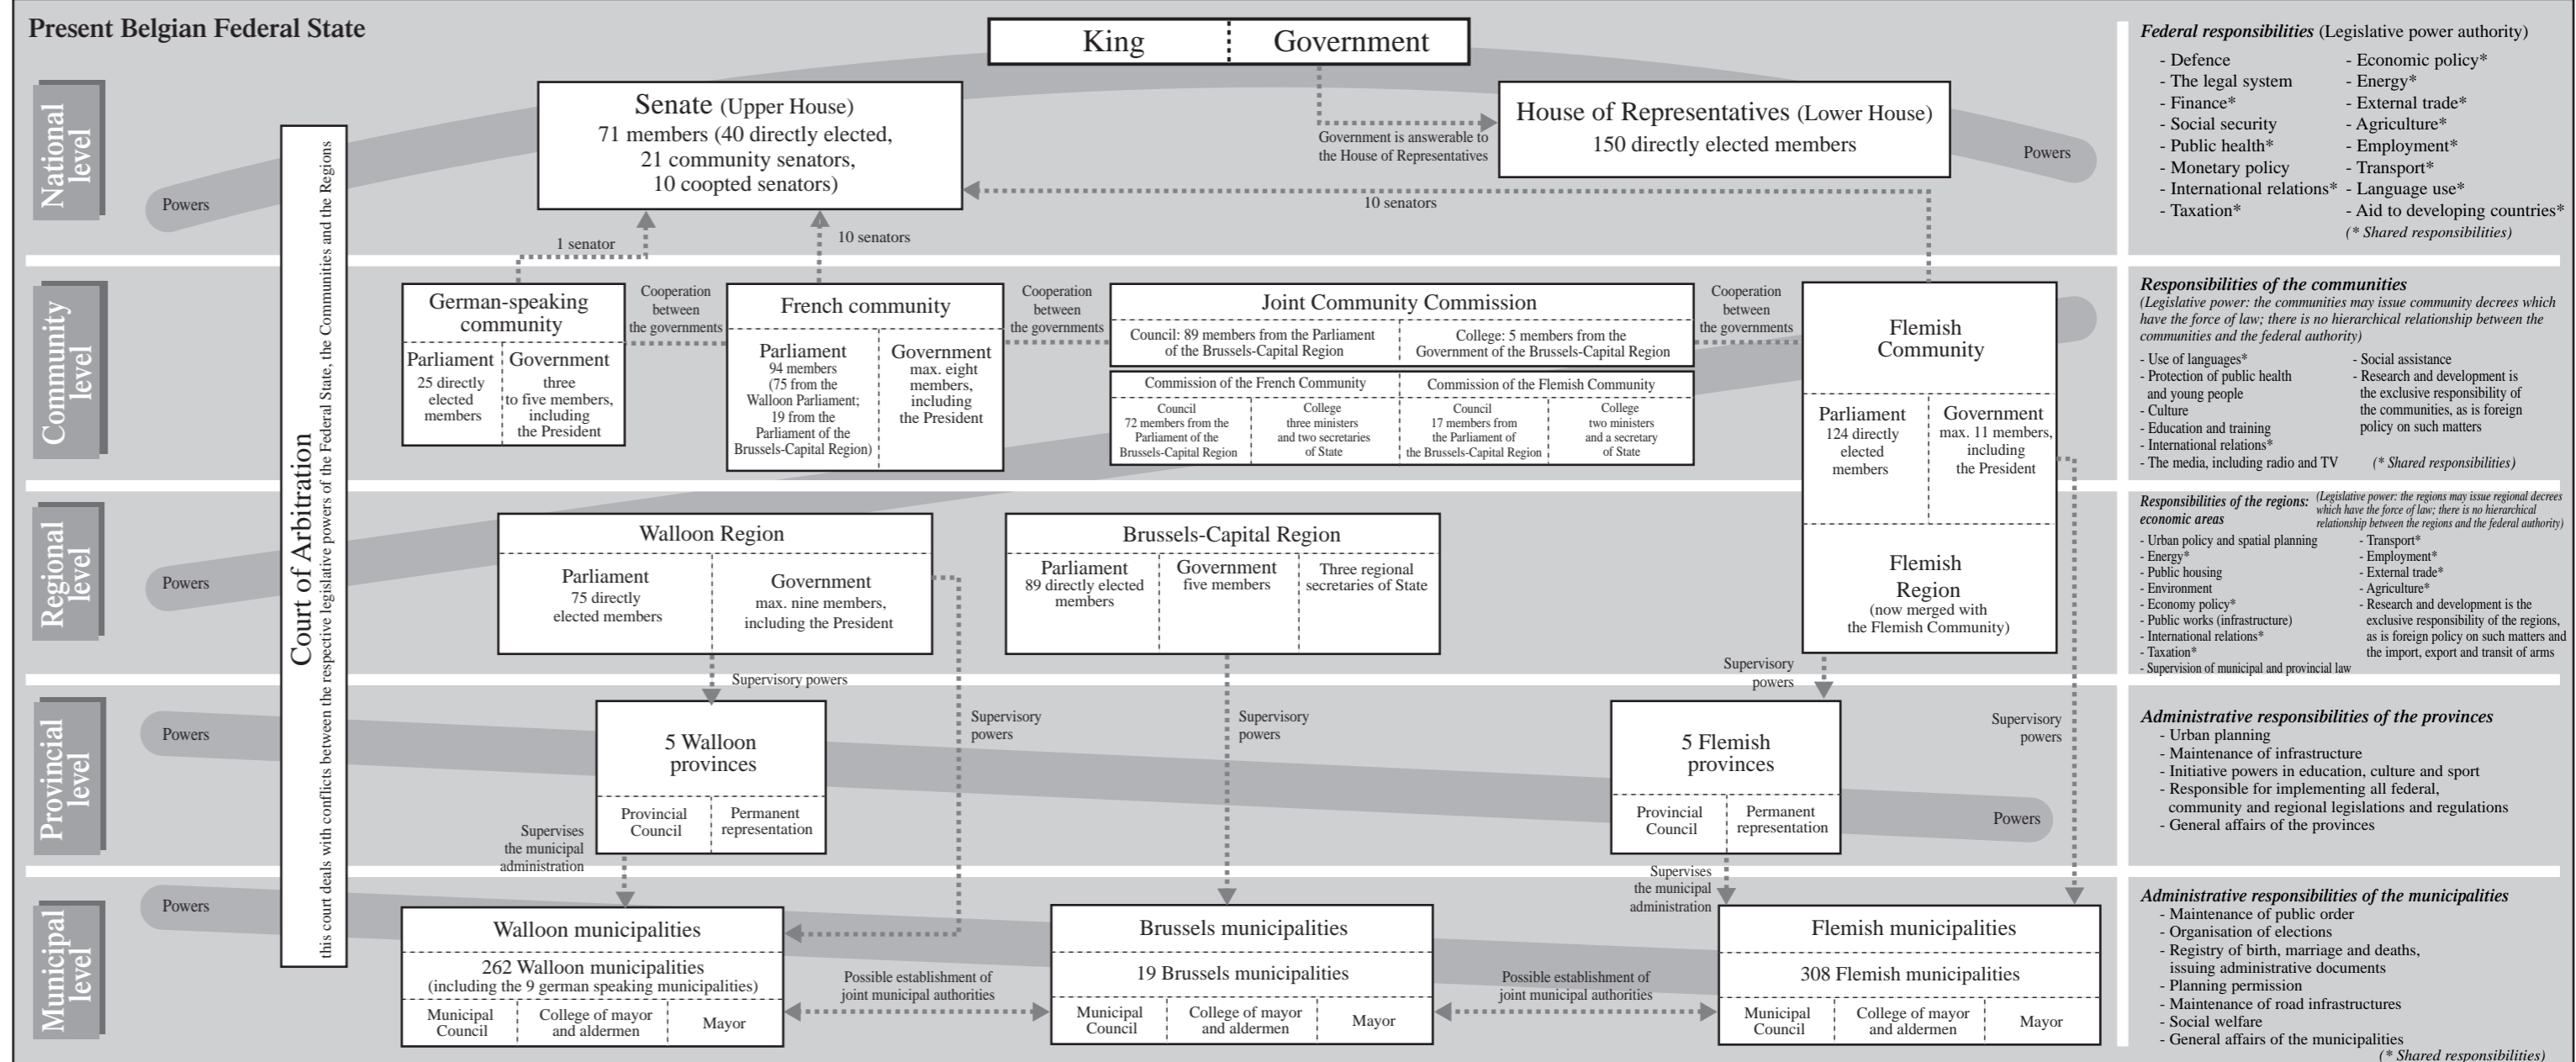 Present Belgian Federal State
King
Government
National
level
Powers
Senate (Upper House)
71 members (40 directly elected,
21 community senators,
10 coopted senators)
Government is answerable to
the House of Representatives
House of Representatives (Lower House)
150 directly elected members
Powers
10 senators
1 senator
10 senators
Federal responsibilities (Legislative power authority)
- Defence
- The legal system
- Finance*
- Social security
- Public health*
- Monetary policy
- International relations*
- Taxation*
- Economic policy*
- Energy*
- External trade*
- Agriculture*
- Employment*
- Transport*
- Language use*
- Aid to developing countries*
(* Shared responsibilities)
Court of Arbitration
this court deals with conflicts between the respective legislative powers of the Federal State, the Communities and the Regions
Community
level
German-speaking
community
Parliament
25 directly
elected
members
Government
three
to five members,
including
the President
Cooperation
between
the governments
French community
Parliament
94 members
(75 from the
Walloon Parliament;
19 from the
Parliament of the
Brussels-Capital Region)
Government
max. eight
members,
including
the President
Cooperation
between
the governments
Joint Community Commission
Council: 89 members from the Parliament
of the Brussels-Capital Region
College: 5 members from the
Government of the Brussels-Capital Region
Commission of the French Community
Commission of the Flemish Community
Council
72 members from the
Parliament of the
Brussels-Capital Region
College
three ministers
and two secretaries
of State
Council
17 members from
the Parliament of
the Brussels-Capital Region
College
two ministers
and a secretary
of State
Cooperation
between
the governments
Flemish
Community
Parliament
124 directly
elected
members
Government
max. 11 members,
including
the President
Flemish
Region
(now merged with
the Flemish Community)
Responsibilities of the communities
(Legislative power: the communities may issue community decrees which
have the force of law; there is no hierarchical relationship between the
communities and the federal authority)
- Use of languages*
- Protection of public health
and young people
- Culture
- Education and training
- International relations*
- The media, including radio and TV
- Social assistance
- Research and development is
the exclusive responsibility of
the communities, as is foreign
policy on such matters
(* Shared responsibilities)
Regional
level
Powers
Walloon Region
Parliament
75 directly
elected members
Government
max. nine members,
including the President
Brussels-Capital Region
Parliament
89 directly elected
members
Government
five members
Three regional
secretaries of State
Responsibilities of the regions:
economic areas
(Legislative power: the regions may issue regional decrees
which have the force of law; there is no hierarchical
relationship between the regions and the federal authority)
- Urban policy and spatial planning
- Energy*
- Public housing
- Environment
- Economy policy*
- Public works (infrastructure)
- International relations*
- Taxation*
- Supervision of municipal and provincial law
- Transport*
- Employment*
- External trade*
- Agriculture*
- Research and development is the
exclusive responsibility of the regions,
as is foreign policy on such matters and
the import, export and transit of arms
Supervisory powers
Supervisory
powers
Provincial
level
Powers
5 Walloon
provinces
Provincial
Council
Permanent
representation
Supervisory
powers
Supervisory
powers
5 Flemish
provinces
Provincial
Council
Permanent
representation
Supervisory
powers
Powers
Supervises
the municipal
administration
Supervises
the municipal
administration
Administrative responsibilities of the provinces
- Urban planning
- Maintenance of infrastructure
- Initiative powers in education, culture and sport
- Responsible for implementing all federal,
community and regional legislations and regulations
- General affairs of the provinces
Municipal
level
Powers
Walloon municipalities
262 Walloon municipalities
(including the 9 german speaking municipalities)
Municipal
Council
College of mayor
and aldermen
Mayor
Possible establishment of
joint municipal authorities
Brussels municipalities
19 Brussels municipalities
Municipal
Council
College of mayor
and aldermen
Mayor
Possible establishment of
joint municipal authorities
Flemish municipalities
308 Flemish municipalities
Municipal
Council
College of mayor
and aldermen
Mayor
Administrative responsibilities of the municipalities
- Maintenance of public order
- Organisation of elections
- Registry of birth, marriage and deaths,
issuing administrative documents
- Planning permission
- Maintenance of road infrastructures
- Social welfare
- General affairs of the municipalities
(* Shared responsibilities)